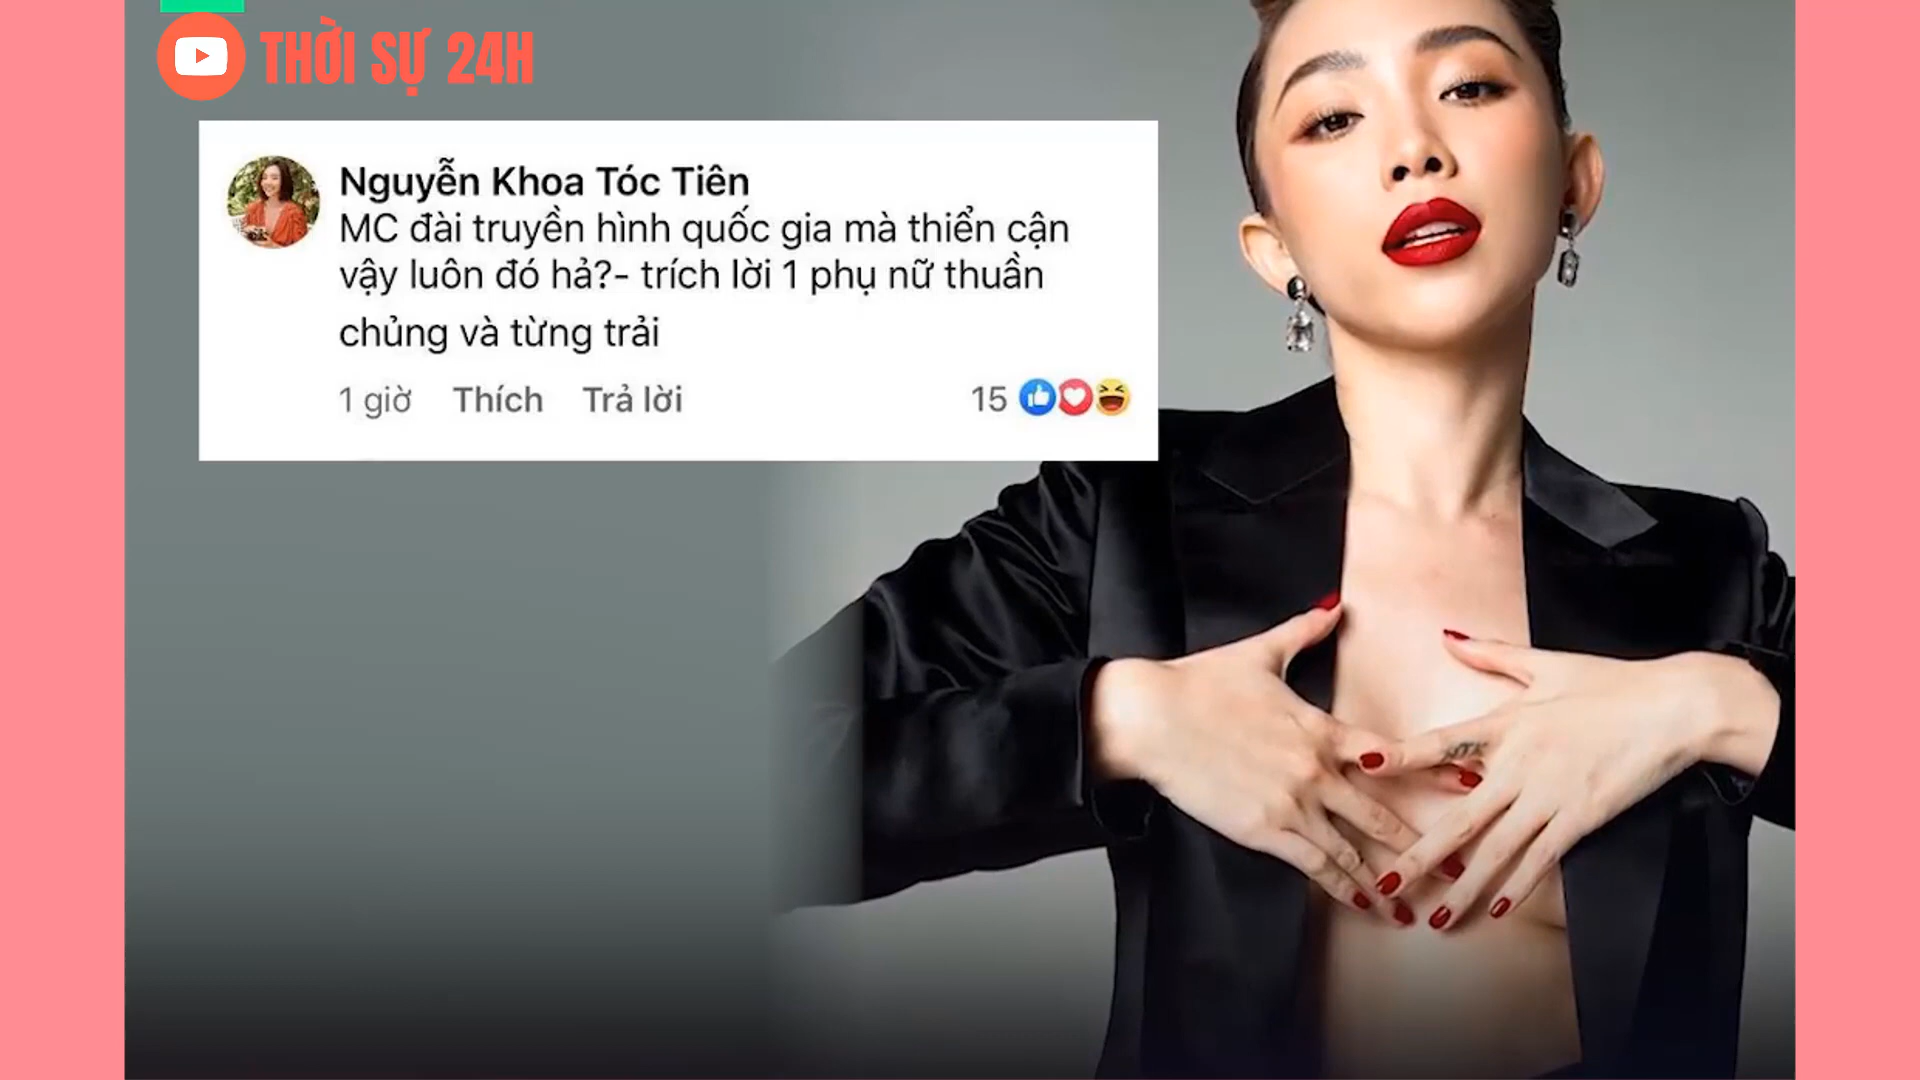 THỜI SỰ 24H
Nguyễn Khoa Tóc Tiên
MC đài truyền hình quốc gia mà thiển cận
vậy luôn đó hả?- trích lời 1 phụ nữ thuần
chủng và từng trải
1 giờ Thích Trả lời 15